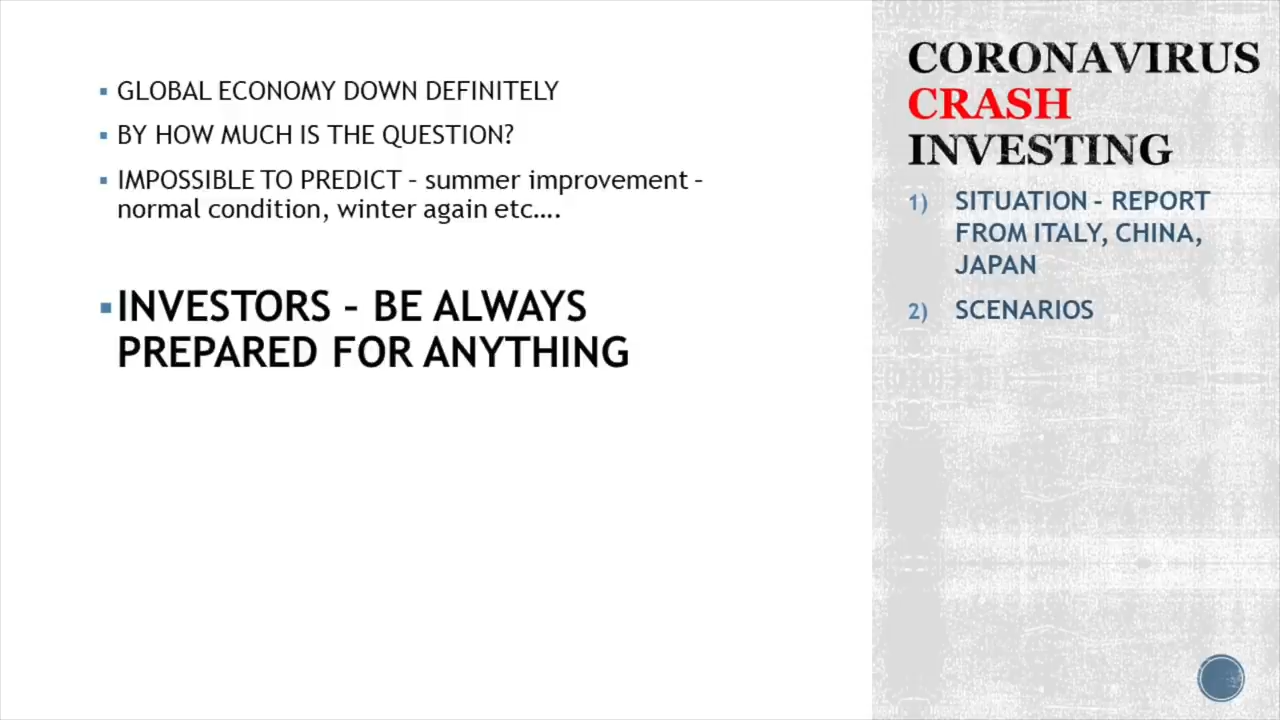 GLOBAL ECONOMY DOWN DEFINITELY
BY HOW MUCH IS THE QUESTION?
IMPOSSIBLE TO PREDICT – summer improvement –
normal condition, winter again etc….
INVESTORS – BE ALWAYS
PREPARED FOR ANYTHING
CORONAVIRUS
CRASH
INVESTING
1) SITUATION – REPORT
FROM ITALY, CHINA,
JAPAN
2) SCENARIOS